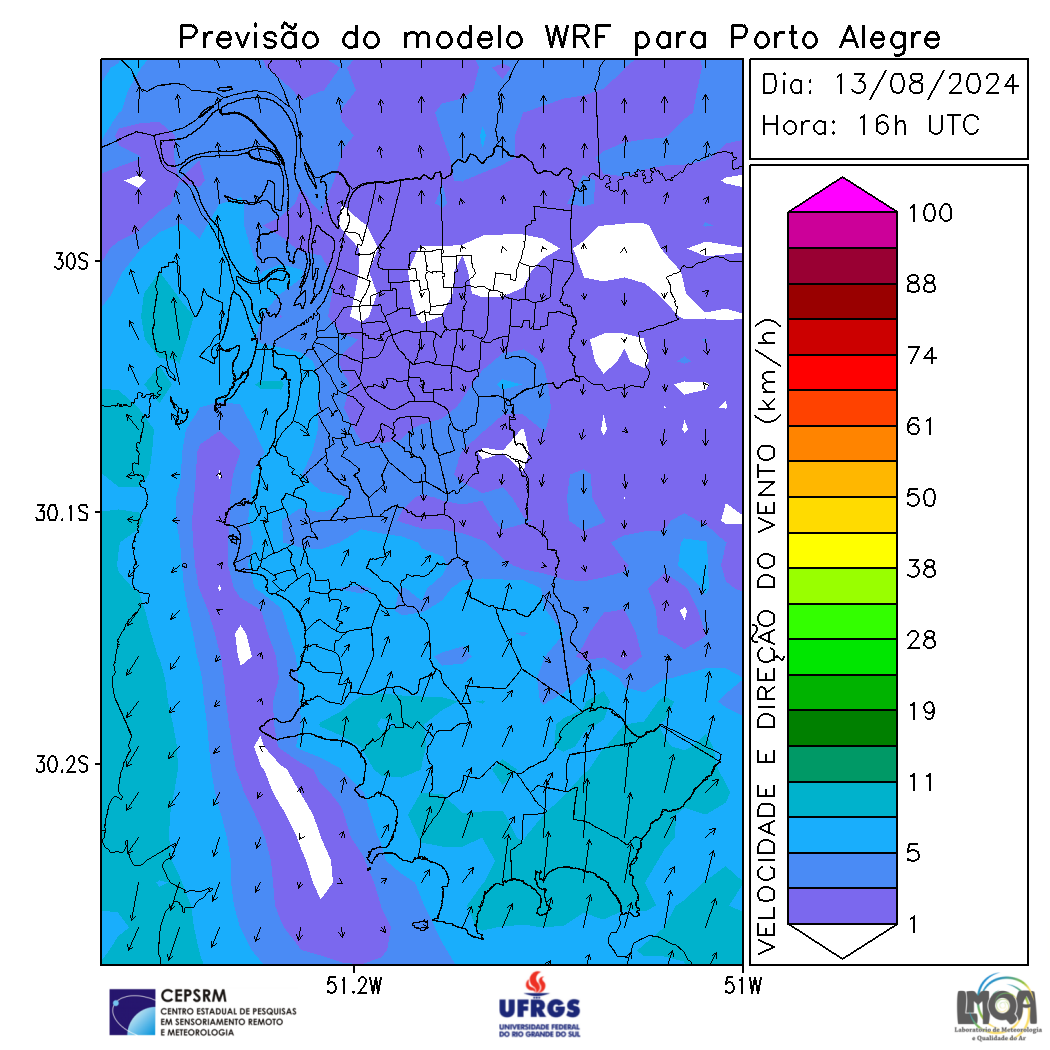 Previsão do modelo WRF para Porto Alegre
Dia: 13/08/2024
Hora: 16h UTC
30S
30.1S
30.2S
51.2W
51W
VELOCIDADE E DIREÇÃO DO VENTO (km/h)
100
88
74
61
50
38
28
19
11
5
1
CEPSRM
CENTRO ESTADUAL DE PESQUISAS
EM SENSORIAMENTO REMOTO
E METEOROLOGIA
UFRGS
UNIVERSIDADE FEDERAL
DO RIO GRANDE DO SUL
LMQA
Laboratório de Meteorologia
e Qualidade do Ar